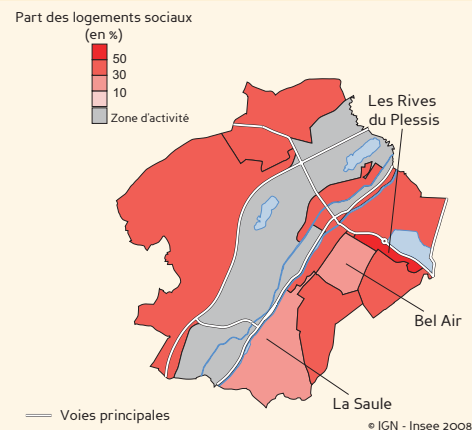 Part des logements sociaux
(en %)
50
30
10
Zone d'activité
Les Rives
du Plessis
Bel Air
La Saule
Voies principales
© IGN - Insee 2008